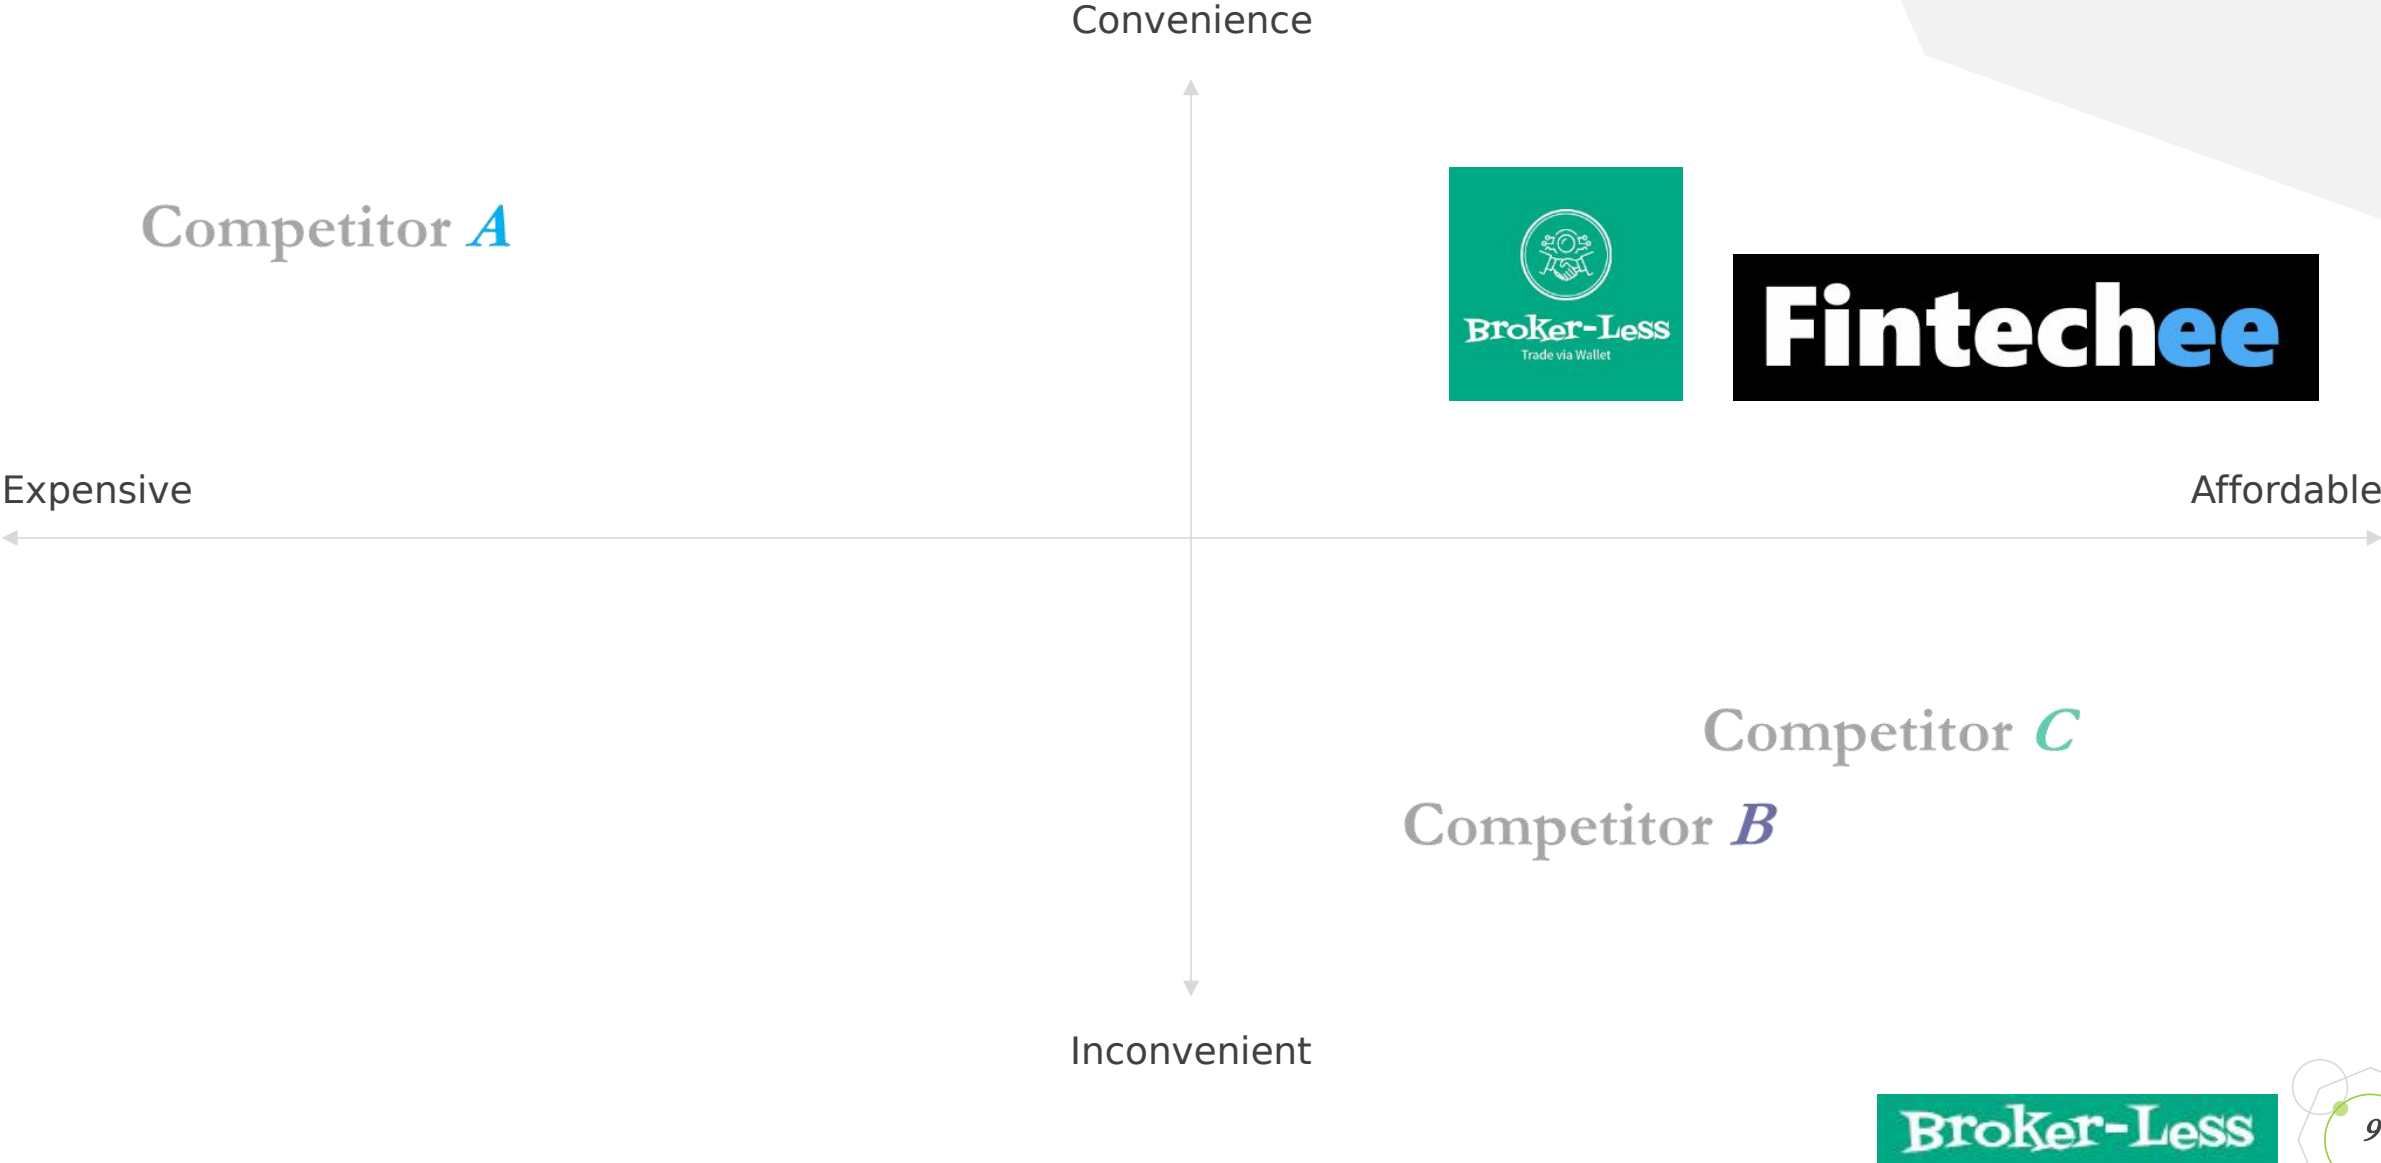 Convenience
Competitor A
Broker-Less
Trade via Wallet
Fintechee
Expensive
Affordable
Competitor C
Competitor B
Inconvenient
Broker-Less
9